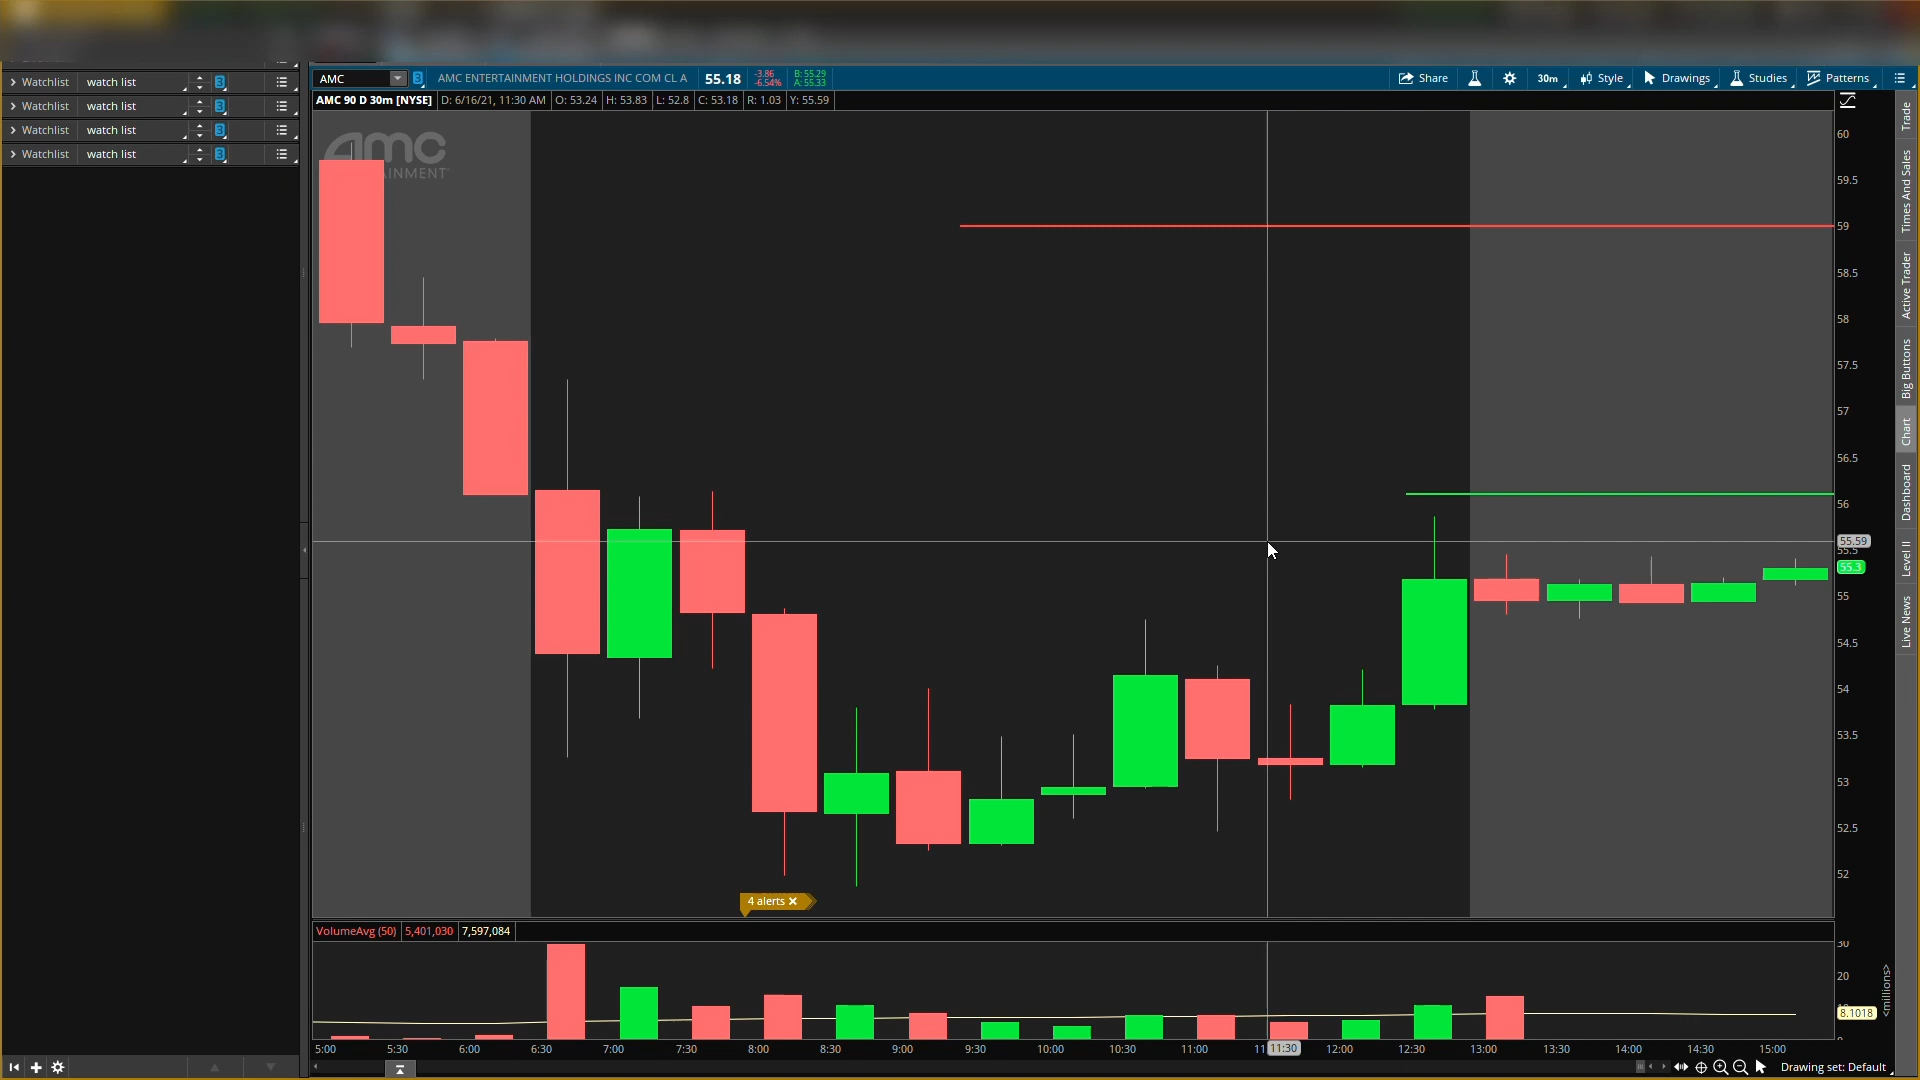 Watchlist watch list 3
Watchlist watch list 3
Watchlist watch list 3
Watchlist watch list 3
AMC 3 AMC ENTERTAINMENT HOLDINGS INC COM CL A 55.18 -3.86 -6.54% B: 55.29 A: 55.33 Share 30m Style Drawings Studies Patterns
AMC 90 D 30m [NYSE] D: 6/16/21, 11:30 AM O: 53.24 H: 53.83 L: 52.8 C: 53.18 R: 1.03 Y: 55.59
amc
AINMENT
60
59.5
59
58.5
58
57.5
57
56.5
56
55.59
55.5
55.3
55
54.5
54
53.5
53
52.5
52
4 alerts
VolumeAvg (50) 5,401,030 7,597,084
30
20
8.1018
<millions>
5:00 5:30 6:00 6:30 7:00 7:30 8:00 8:30 9:00 9:30 10:00 10:30 11:00 11:30 12:00 12:30 13:00 13:30 14:00 14:30 15:00
Drawing set: Default
Trade
Times And Sales
Active Trader
Big Buttons
Chart
Dashboard
Level II
Live News